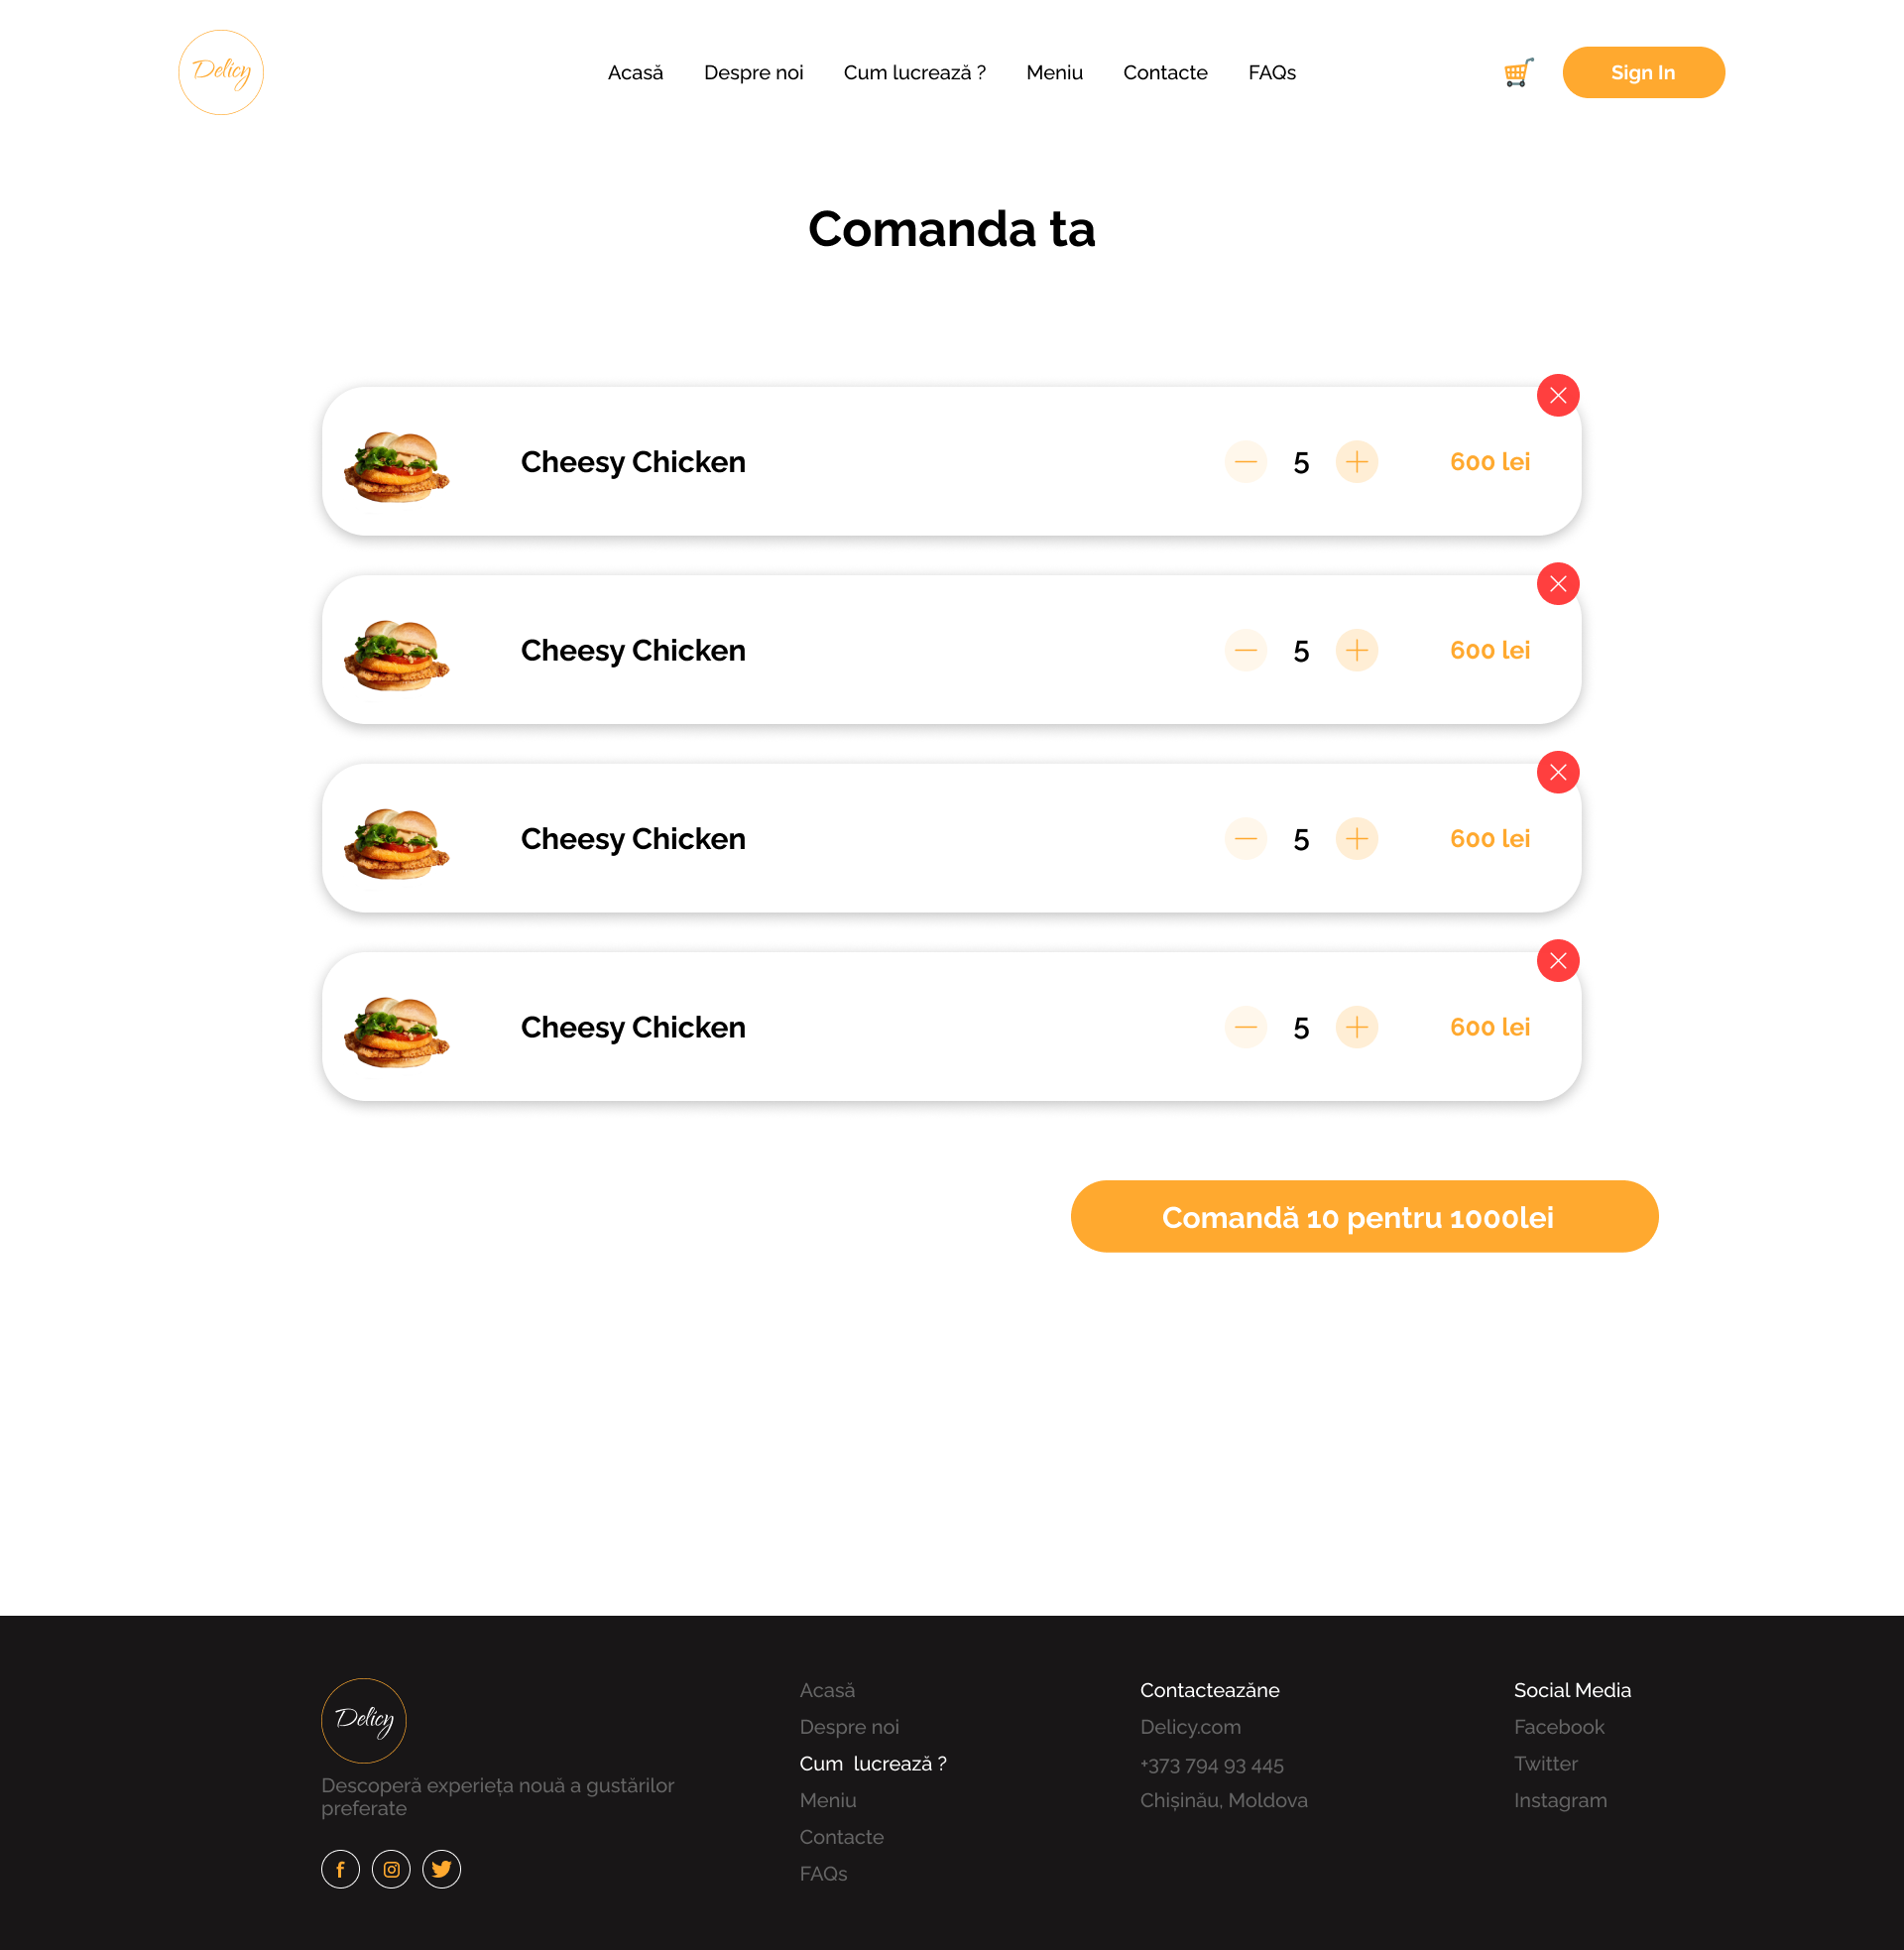 Delicy
Acasă
Despre noi
Cum lucrează ?
Meniu
Contacte
FAQs
Sign In
Comanda ta
Cheesy Chicken
5
600 lei
Cheesy Chicken
5
600 lei
Cheesy Chicken
5
600 lei
Cheesy Chicken
5
600 lei
Comandă 10 pentru 1000lei
Delicy
Descoperă experiența nouă a gustărilor
preferate
Acasă
Despre noi
Cum  lucrează ?
Meniu
Contacte
FAQs
Contacteazăne
Delicy.com
+373 794 93 445
Chișinău, Moldova
Social Media
Facebook
Twitter
Instagram